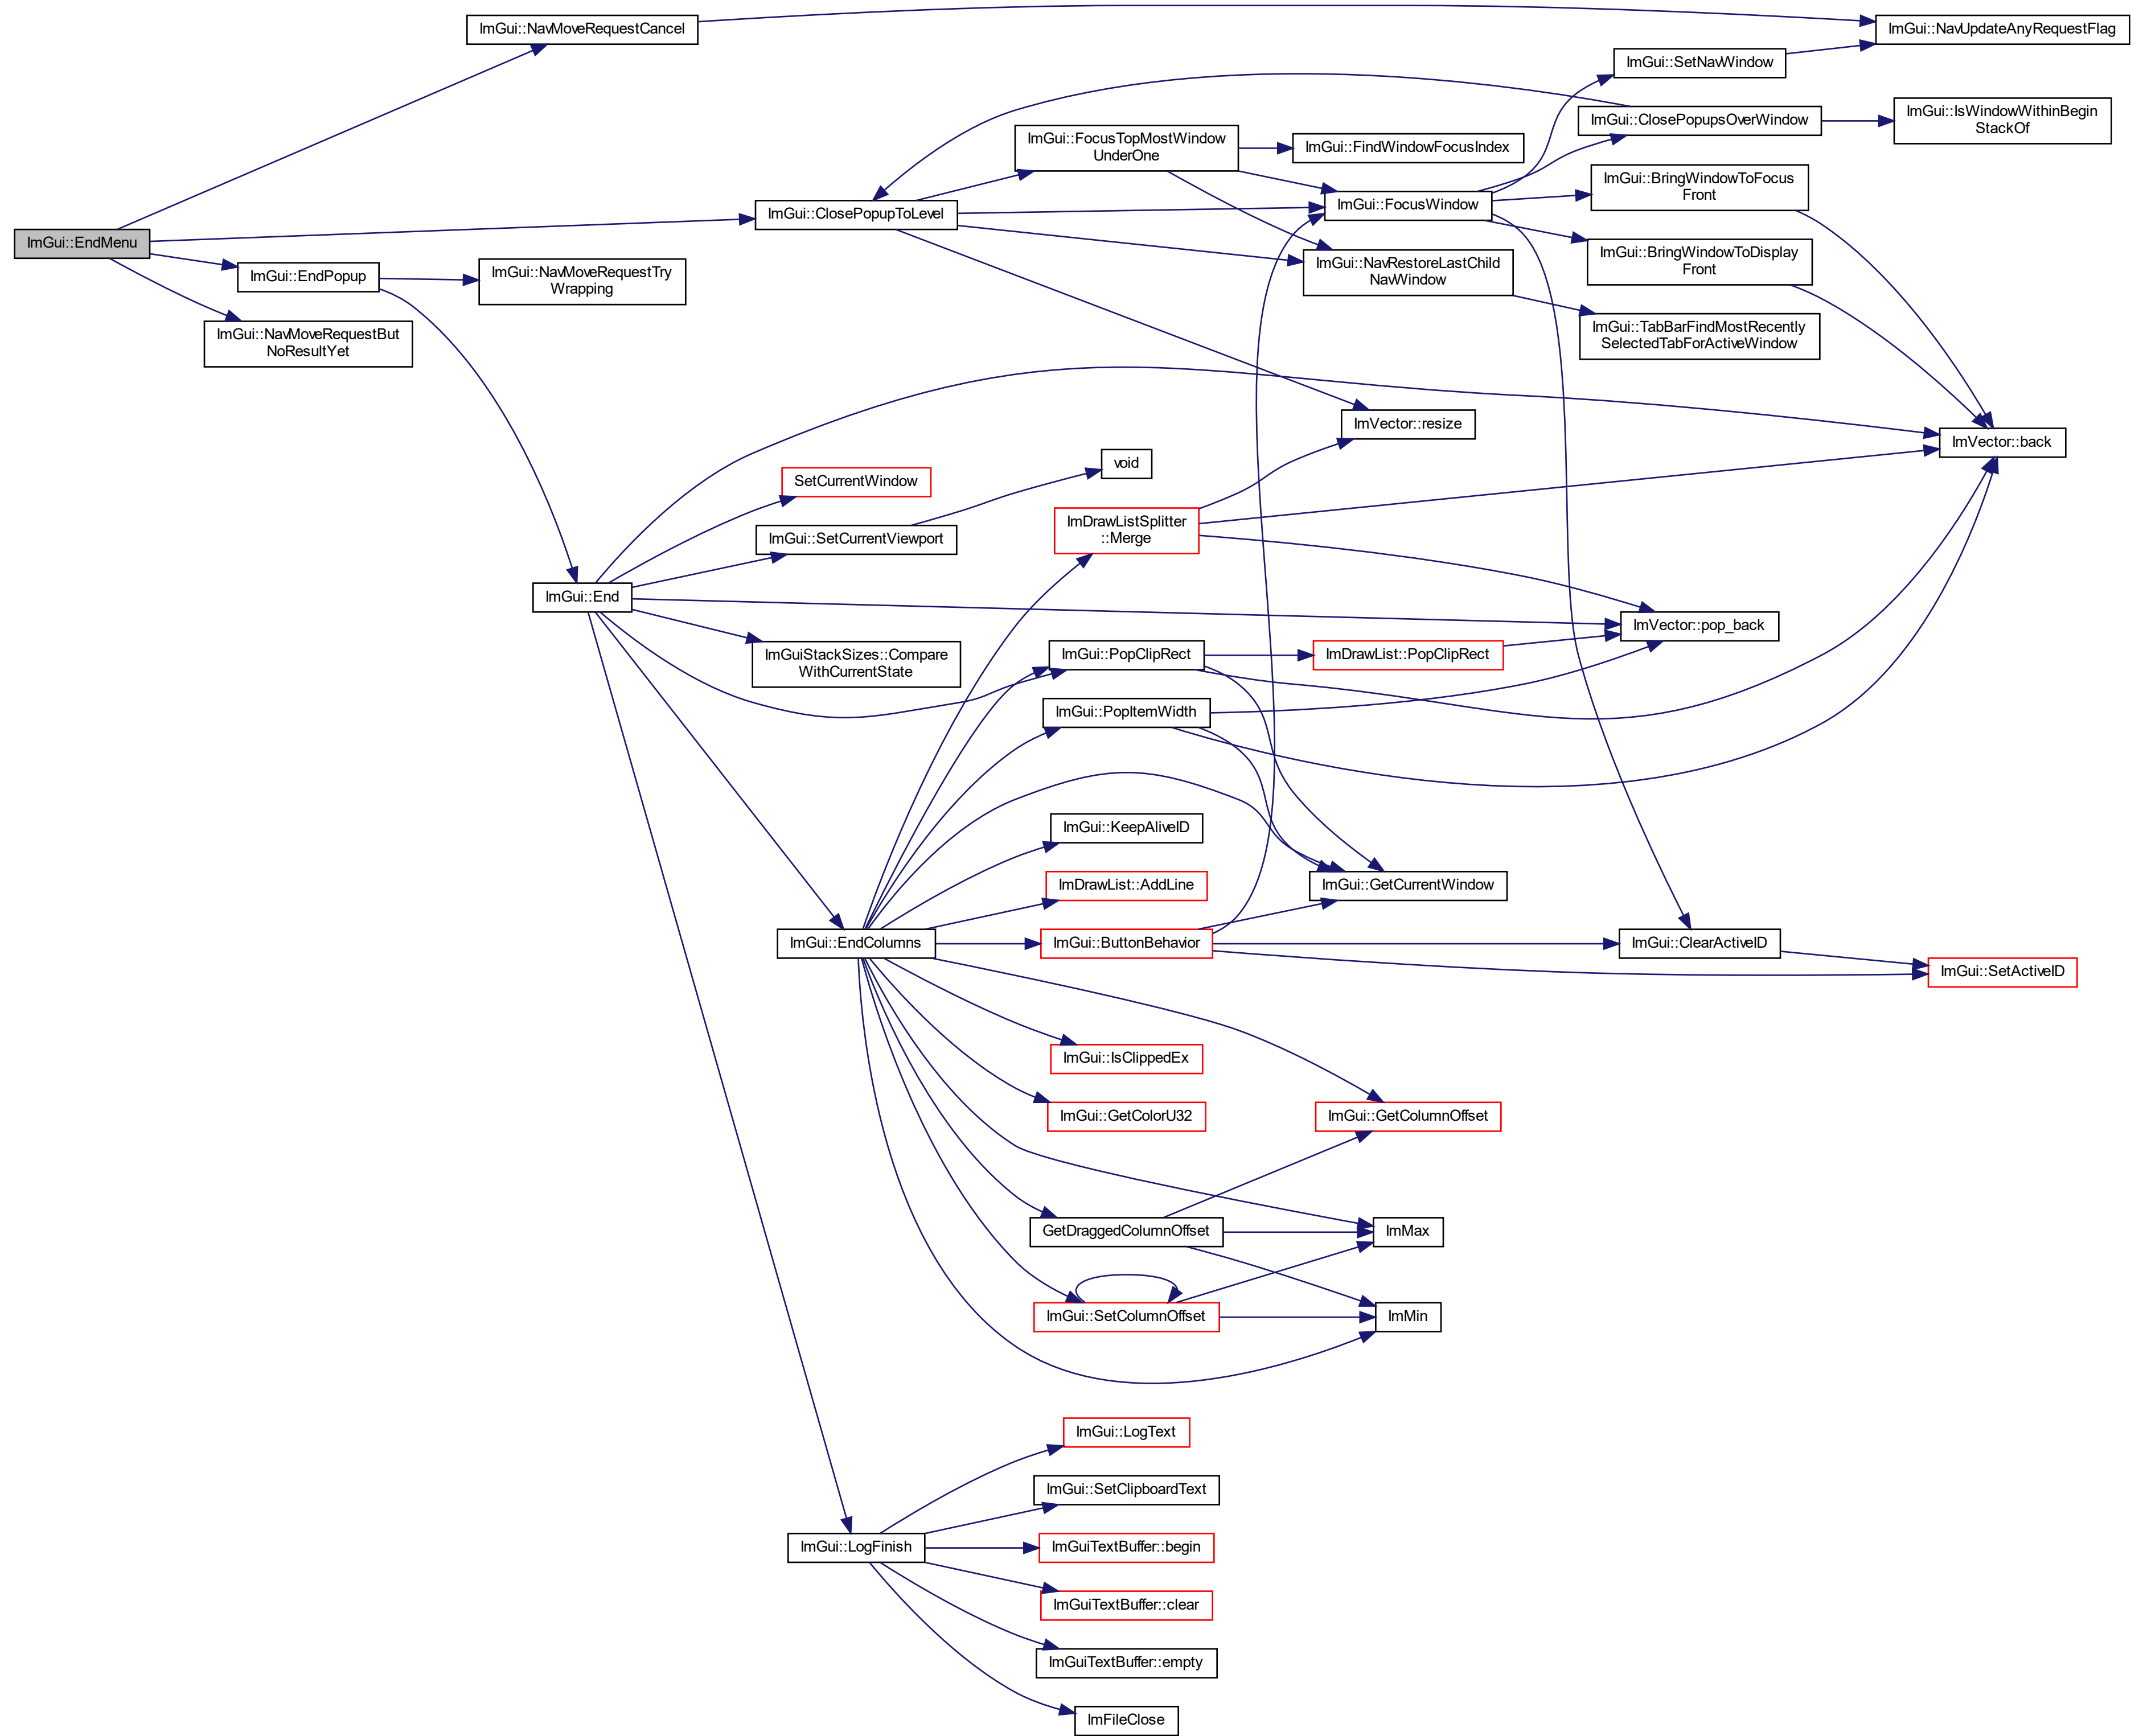 ImGui::NavMoveRequestCancel
ImGui::NavUpdateAnyRequestFlag
ImGui::SetNavWindow
ImGui::ClosePopupsOverWindow
ImGui::IsWindowWithinBegin
StackOf
ImGui::FocusTopMostWindow
UnderOne
ImGui::FindWindowFocusIndex
ImGui::BringWindowToFocus
Front
ImGui::ClosePopupToLevel
ImGui::FocusWindow
ImGui::EndMenu
ImGui::BringWindowToDisplay
Front
ImGui::EndPopup
ImGui::NavMoveRequestTry
Wrapping
ImGui::NavRestoreLastChild
NavWindow
ImGui::NavMoveRequestBut
NoResultYet
ImGui::TabBarFindMostRecently
SelectedTabForActiveWindow
ImVector::resize
ImVector::back
void
SetCurrentWindow
ImDrawListSplitter
::Merge
ImGui::SetCurrentViewport
ImGui::End
ImVector::pop_back
ImGuiStackSizes::Compare
WithCurrentState
ImGui::PopClipRect
ImDrawList::PopClipRect
ImGui::PopItemWidth
ImGui::KeepAliveID
ImDrawList::AddLine
ImGui::GetCurrentWindow
ImGui::EndColumns
ImGui::ButtonBehavior
ImGui::ClearActiveID
ImGui::SetActiveID
ImGui::IsClippedEx
ImGui::GetColorU32
ImGui::GetColumnOffset
GetDraggedColumnOffset
ImMax
ImGui::SetColumnOffset
ImMin
ImGui::LogText
ImGui::SetClipboardText
ImGui::LogFinish
ImGuiTextBuffer::begin
ImGuiTextBuffer::clear
ImGuiTextBuffer::empty
ImFileClose